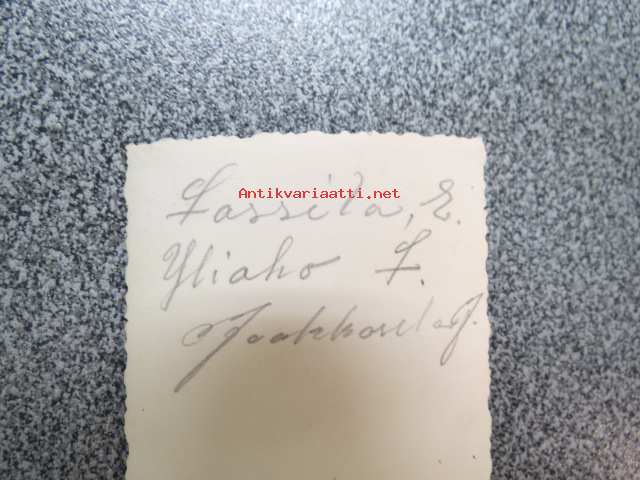 Antikvariaatti.net
Lassila, E.
Yliaho L.
Jaakkola J.